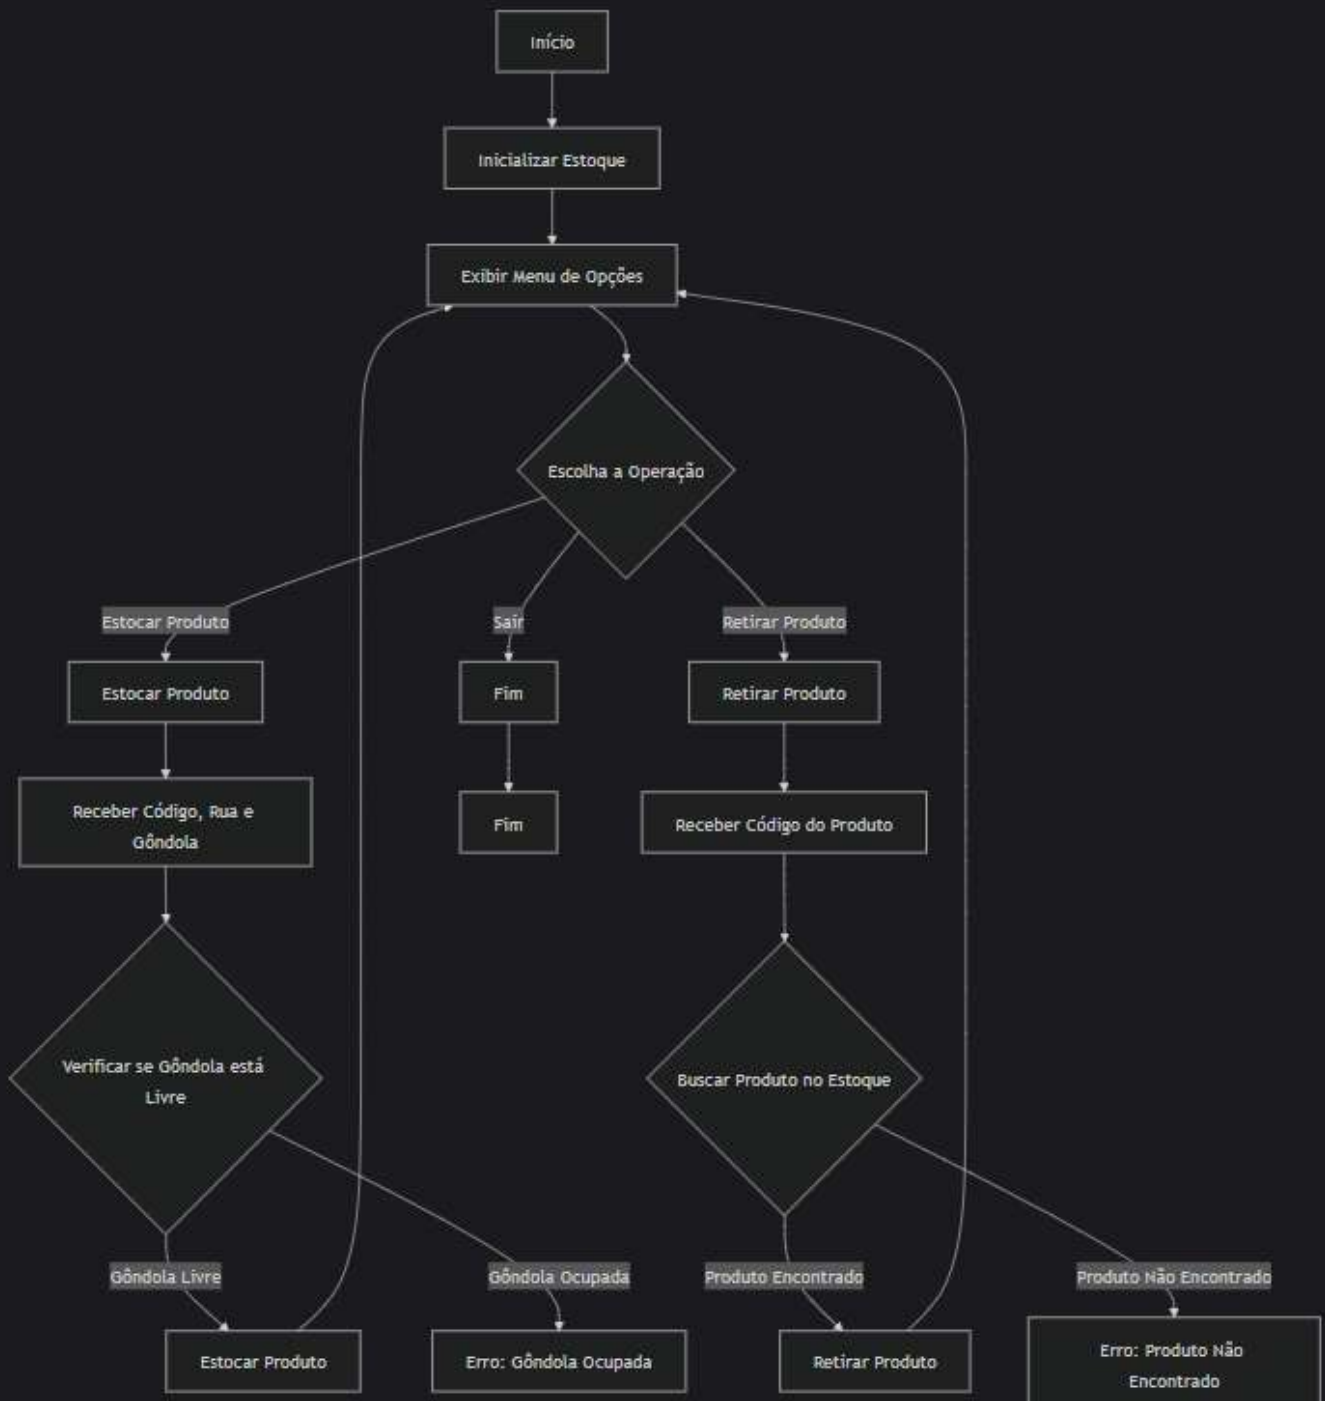 Início
Inicializar Estoque
Exibir Menu de Opções
Escolha a Operação
Estocar Produto
Sair
Retirar Produto
Estocar Produto
Fim
Retirar Produto
Receber Código, Rua e
Gôndola
Fim
Receber Código do Produto
Verificar se Gôndola está
Livre
Buscar Produto no Estoque
Gôndola Livre
Gôndola Ocupada
Produto Encontrado
Produto Não Encontrado
Estocar Produto
Erro: Gôndola Ocupada
Retirar Produto
Erro: Produto Não
Encontrado